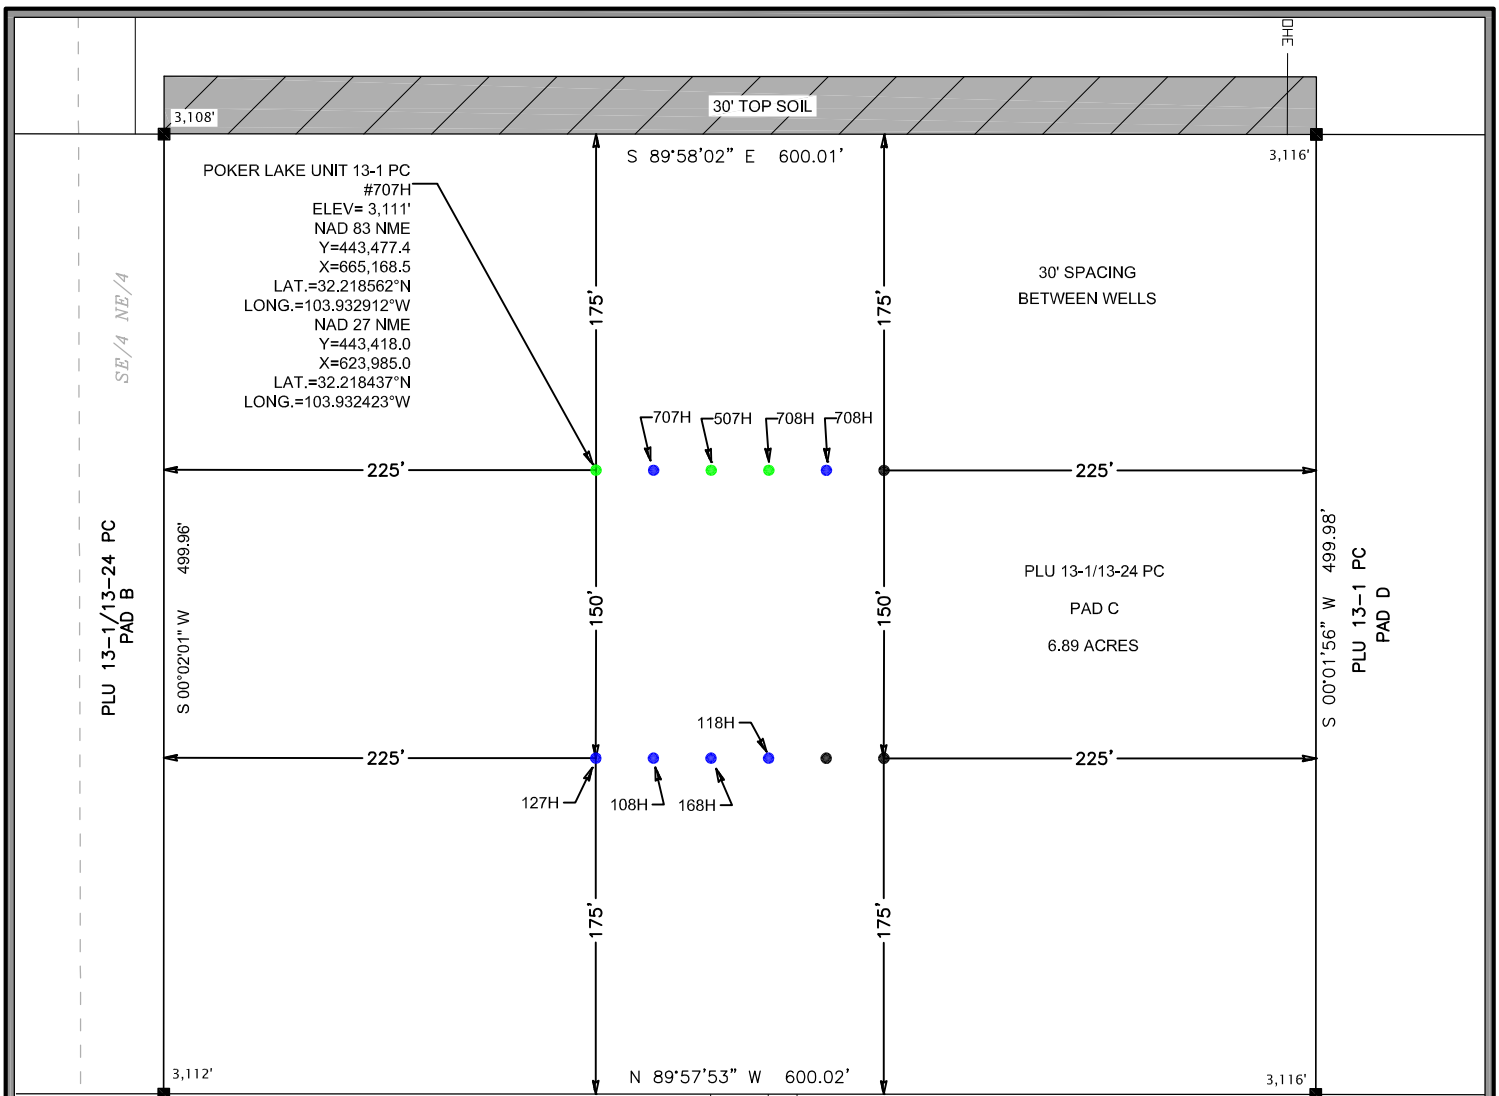 OHE
30' TOP SOIL
3,108'
S 89°58'02" E 600.01'
3,116'
POKER LAKE UNIT 13-1 PC
#707H
ELEV= 3,111'
NAD 83 NME
Y=443,477.4
X=665,168.5
LAT.=32.218562°N
LONG.=103.932912°W
NAD 27 NME
Y=443,418.0
X=623,985.0
LAT.=32.218437°N
LONG.=103.932423°W
SE/4 NE/4
175'
175'
30' SPACING
BETWEEN WELLS
707H
507H
708H
708H
225'
225'
PLU 13-1/13-24 PC
PAD B
S 00°02'01" W 499.96'
150'
150'
PLU 13-1/13-24 PC
PAD C
6.89 ACRES
S 00°01'56" W 499.98'
PLU 13-1 PC
PAD D
118H
225'
225'
127H
108H
168H
175'
175'
3,112'
N 89°57'53" W 600.02'
3,116'